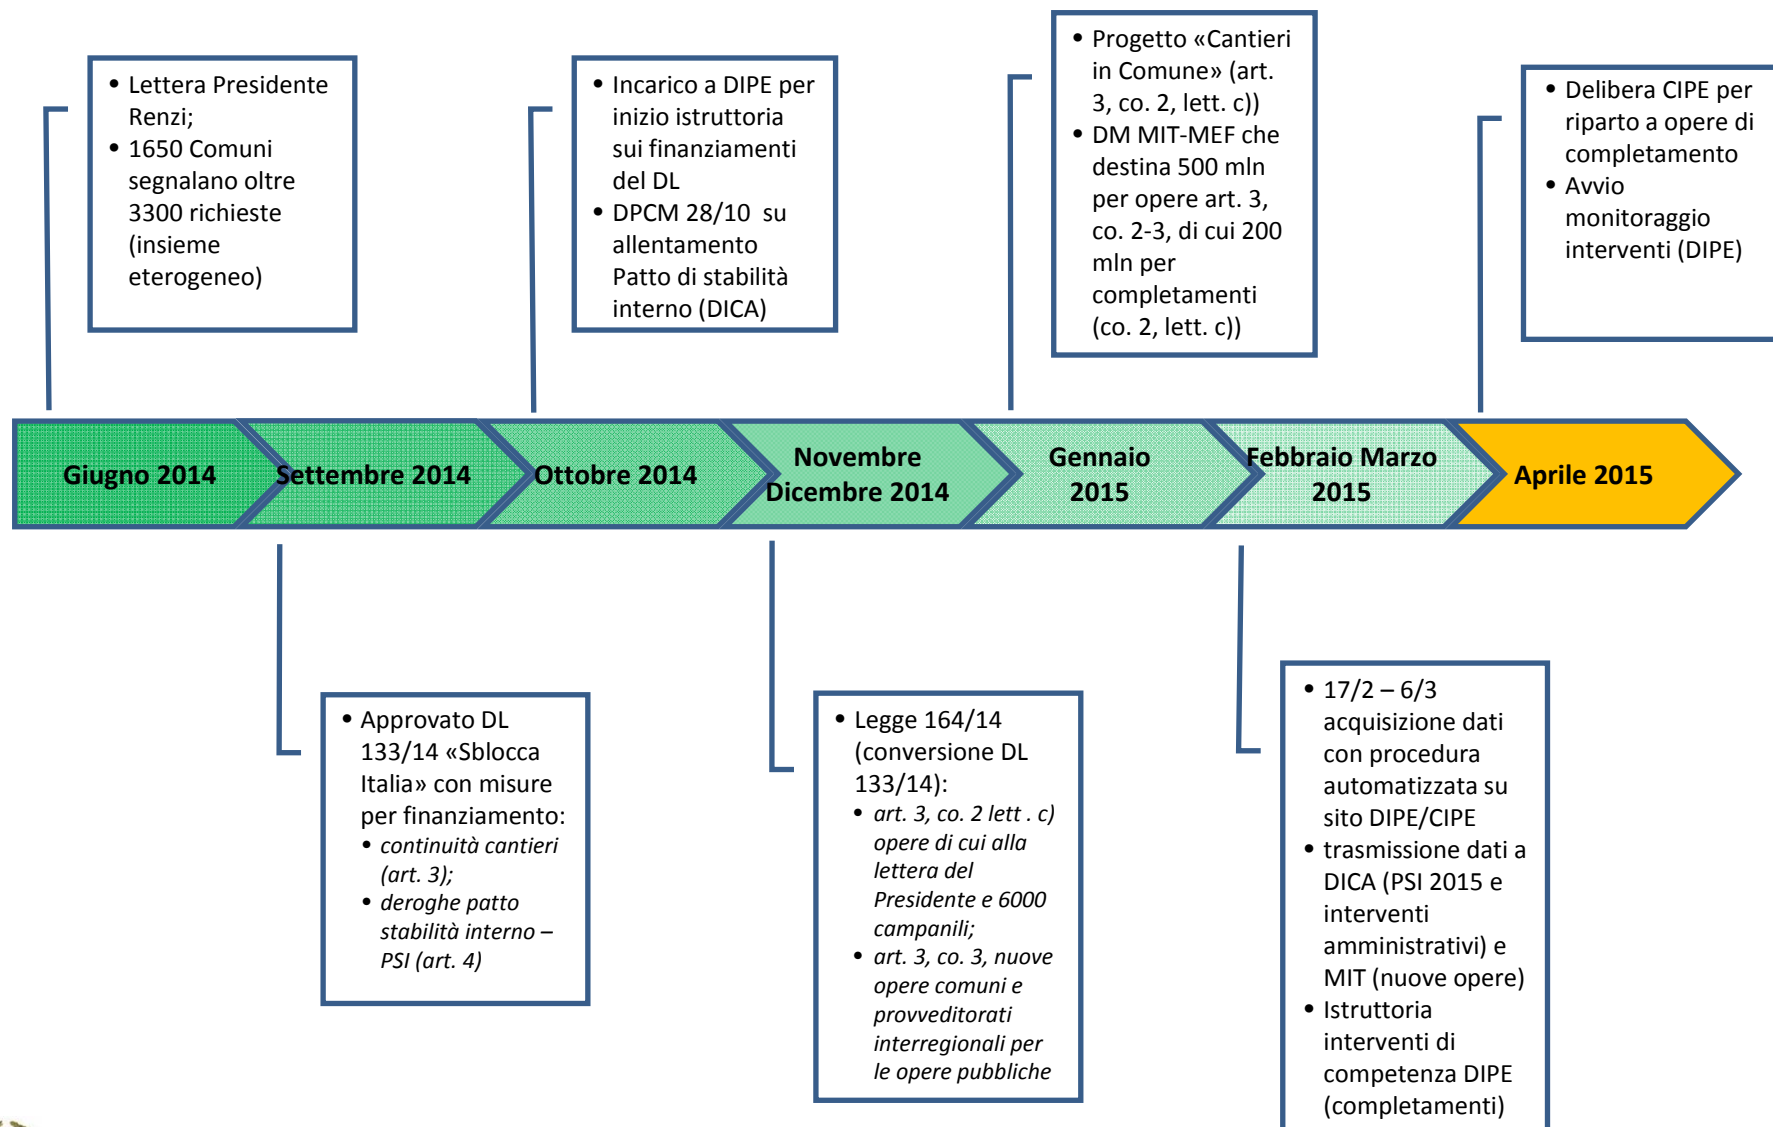 • Lettera Presidente
Renzi;
• 1650 Comuni
segnalano oltre
3300 richieste
(insieme
eterogeneo)
• Incarico a DIPE per
inizio istruttoria
sui finanziamenti
del DL
• DPCM 28/10 su
allentamento
Patto di stabilità
interno (DICA)
• Progetto «Cantieri
in Comune» (art.
3, co. 2, lett. c))
• DM MIT-MEF che
destina 500 mln
per opere art. 3,
co. 2-3, di cui 200
mln per
completamenti
(co. 2, lett. c))
• Delibera CIPE per
riparto a opere di
completamento
• Avvio
monitoraggio
interventi (DIPE)
Giugno 2014
Settembre 2014
Ottobre 2014
Novembre
Dicembre 2014
Gennaio
2015
Febbraio Marzo
2015
Aprile 2015
• Approvato DL
133/14 «Sblocca
Italia» con misure
per finanziamento:
• continuità cantieri
(art. 3);
• deroghe patto
stabilità interno –
PSI (art. 4)
• Legge 164/14
(conversione DL
133/14):
• art. 3, co. 2 lett . c)
opere di cui alla
lettera del
Presidente e 6000
campanili;
• art. 3, co. 3, nuove
opere comuni e
provveditorati
interregionali per
le opere pubbliche
• 17/2 – 6/3
acquisizione dati
con procedura
automatizzata su
sito DIPE/CIPE
• trasmissione dati a
DICA (PSI 2015 e
interventi
amministrativi) e
MIT (nuove opere)
• Istruttoria
interventi di
competenza DIPE
(completamenti)